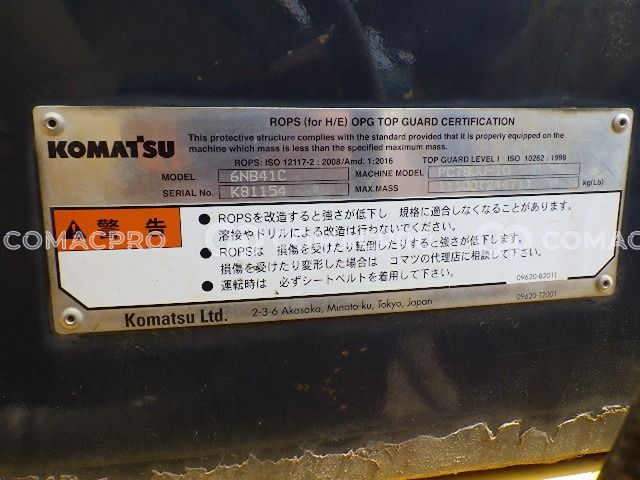 ROPS (for H/E) OPG TOP GUARD CERTIFICATION
KOMATSU
This protective structure complies with the standard provided that it is properly equipped on the
machine which mass is less than the specified maximum mass.
ROPS: ISO 12117-2 : 2008/Amd. 1:2016 TOP GUARD LEVEL I ISO 10262 : 1998
MODEL 6NB41C MACHINE MODEL PC78UU-10
SERIAL No. K81154 MAX.MASS kg(Lb)
警告
● ROPSを改造すると強さが低下し 規格に適合しなくなることがあります。
溶接やドリルによる改造は行わないでください。
● ROPSは 損傷を受けたり転倒したりすると強さが低下します。
損傷を受けたり変形した場合は コマツの代理店に相談して下さい。
● 運転時は 必ずシートベルトを着用して下さい。
09620-B2011
09620-T2001
Komatsu Ltd. 2-3-6 Akasaka, Minato-ku, Tokyo, Japan
COMACPRO
COMACPRO